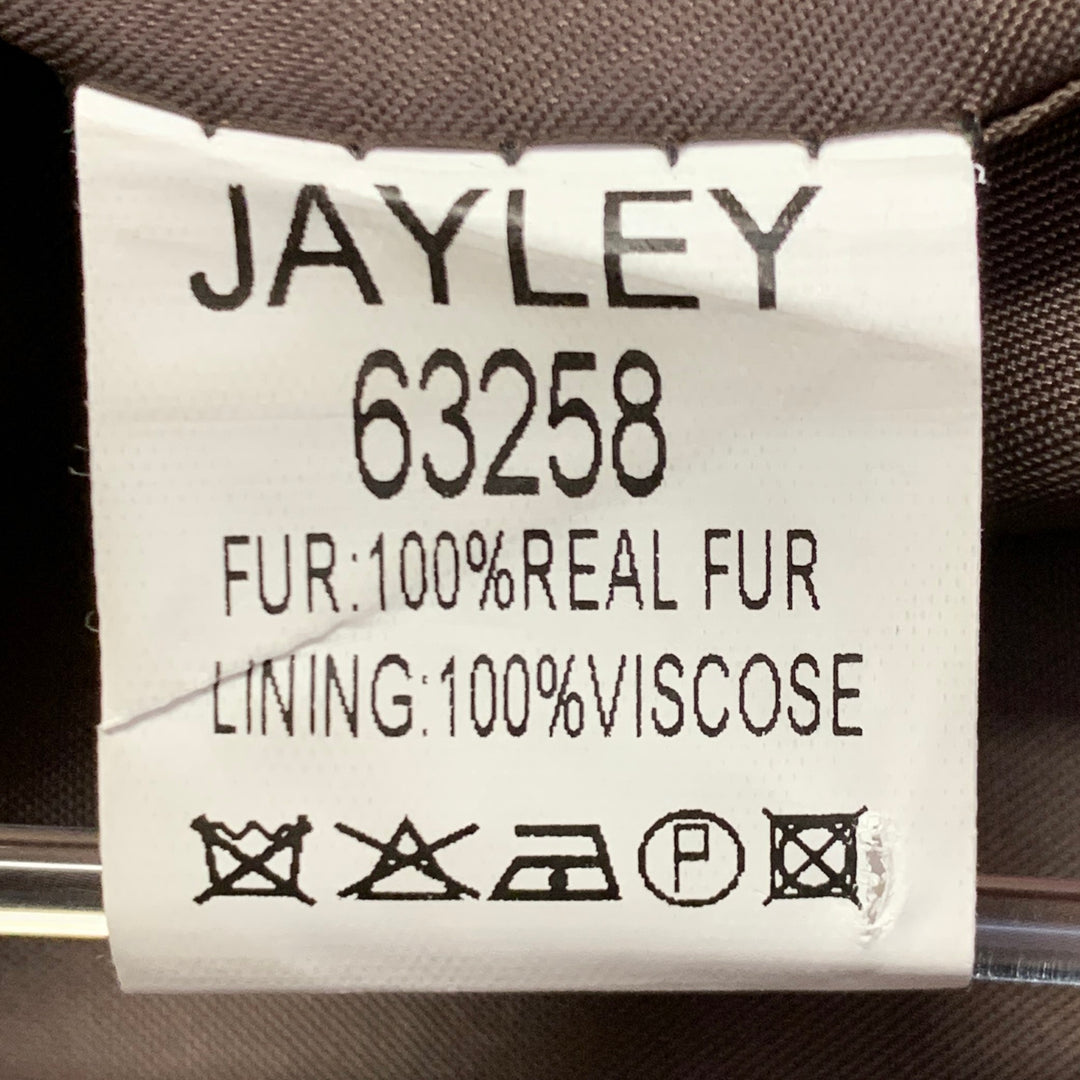 JAYLEY
63258
FUR:100%REAL FUR
LINING:100%VISCOSE
P